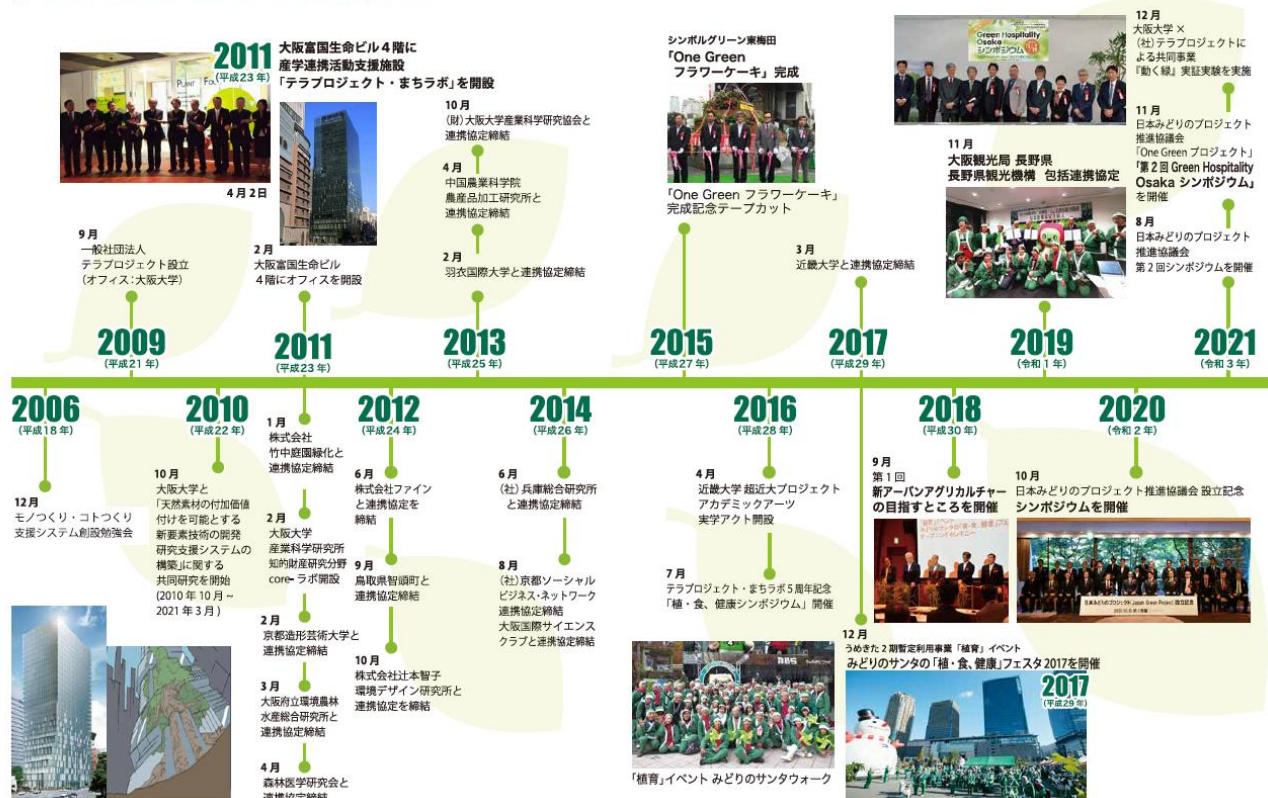 2011
(平成23年)
大阪富国生命ビル4階に
産学連携活動支援施設
「テラプロジェクト・まちラボ」を開設
4月2日
9月
一般社団法人
テラプロジェクト設立
(オフィス:大阪大学)
2月
大阪富国生命ビル
4階にオフィスを開設
10月
(財)大阪大学産業科学研究協会と
連携協定締結
4月
中国農業科学院
農産品加工研究所と
連携協定締結
2月
羽衣国際大学と連携協定締結
シンボルグリーン東梅田
「One Green
フラワーケーキ」完成
「One Green フラワーケーキ」
完成記念テープカット
3月
近畿大学と連携協定締結
Green Hospitality
Osaka
シンポジウム
11月
大阪観光局 長野県
長野県観光機構 包括連携協定
12月
大阪大学×
(社)テラプロジェクトに
よる共同事業
『動く緑』実証実験を実施
11月
日本みどりのプロジェクト
推進協議会
「One Green プロジェクト」
「第2回 Green Hospitality
Osaka シンポジウム」
を開催
8月
日本みどりのプロジェクト
推進協議会
第2回シンポジウムを開催
2009
(平成21年)
2011
(平成23年)
2013
(平成25年)
2015
(平成27年)
2017
(平成29年)
2019
(令和1年)
2021
(令和3年)
2006
(平成18年)
2010
(平成22年)
2012
(平成24年)
2014
(平成26年)
2016
(平成28年)
2018
(平成30年)
2020
(令和2年)
12月
モノつくり・コトつくり
支援システム創設勉強会
10月
大阪大学と
「天然素材の付加価値
付けを可能とする
新要素技術の開発
研究支援システムの
構築」に関する
共同研究を開始
(2010年10月~
2021年3月)
1月
株式会社
竹中庭園緑化と
連携協定締結
2月
大阪大学
産業科学研究所
知的財産研究分野
core-ラボ開設
2月
京都造形芸術大学と
連携協定締結
3月
大阪府立環境農林
水産総合研究所と
連携協定締結
4月
森林医学研究会と
連携協定締結
6月
株式会社ファイン
と連携協定を
締結
9月
鳥取県智頭町と
連携協定締結
10月
株式会社辻本智子
環境デザイン研究所と
連携協定を締結
6月
(社)兵庫総合研究所
と連携協定締結
8月
(社)京都ソーシャル
ビジネス・ネットワーク
連携協定締結
大阪国際サイエンス
クラブと連携協定締結
4月
近畿大学 超近大プロジェクト
アカデミックアーツ
実学アクト開設
7月
テラプロジェクト・まちラボ5周年記念
「植・食、健康シンポジウム」開催
「植育」イベント みどりのサンタウォーク
12月
うめきた2期暫定利用事業「植育」イベント
みどりのサンタの「植・食、健康」フェスタ2017を開催
2017
(平成29年)
9月
第1回
新アーバンアグリカルチャー
の目指すところを開催
10月
日本みどりのプロジェクト推進協議会 設立記念
シンポジウムを開催